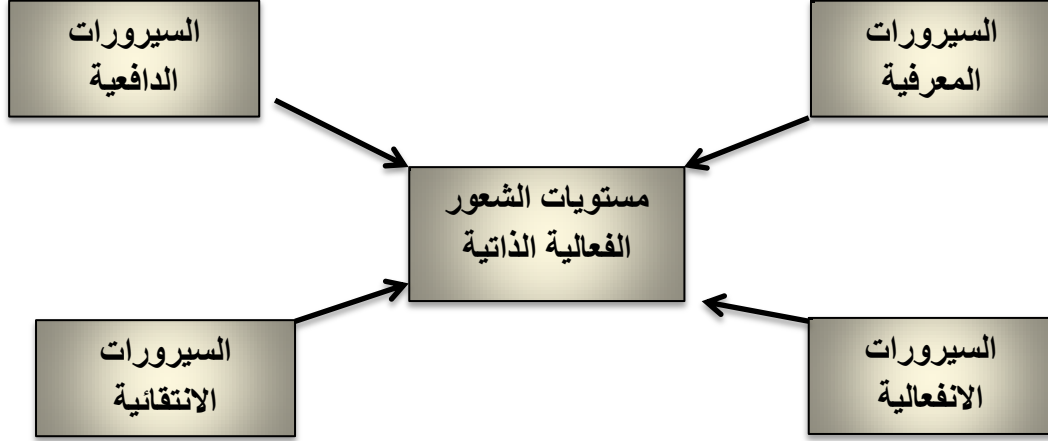 السيرورات
المعرفية
السيرورات
الدافعية
مستويات الشعور
الفعالية الذاتية
السيرورات
الانفعالية
السيرورات
الانتقائية